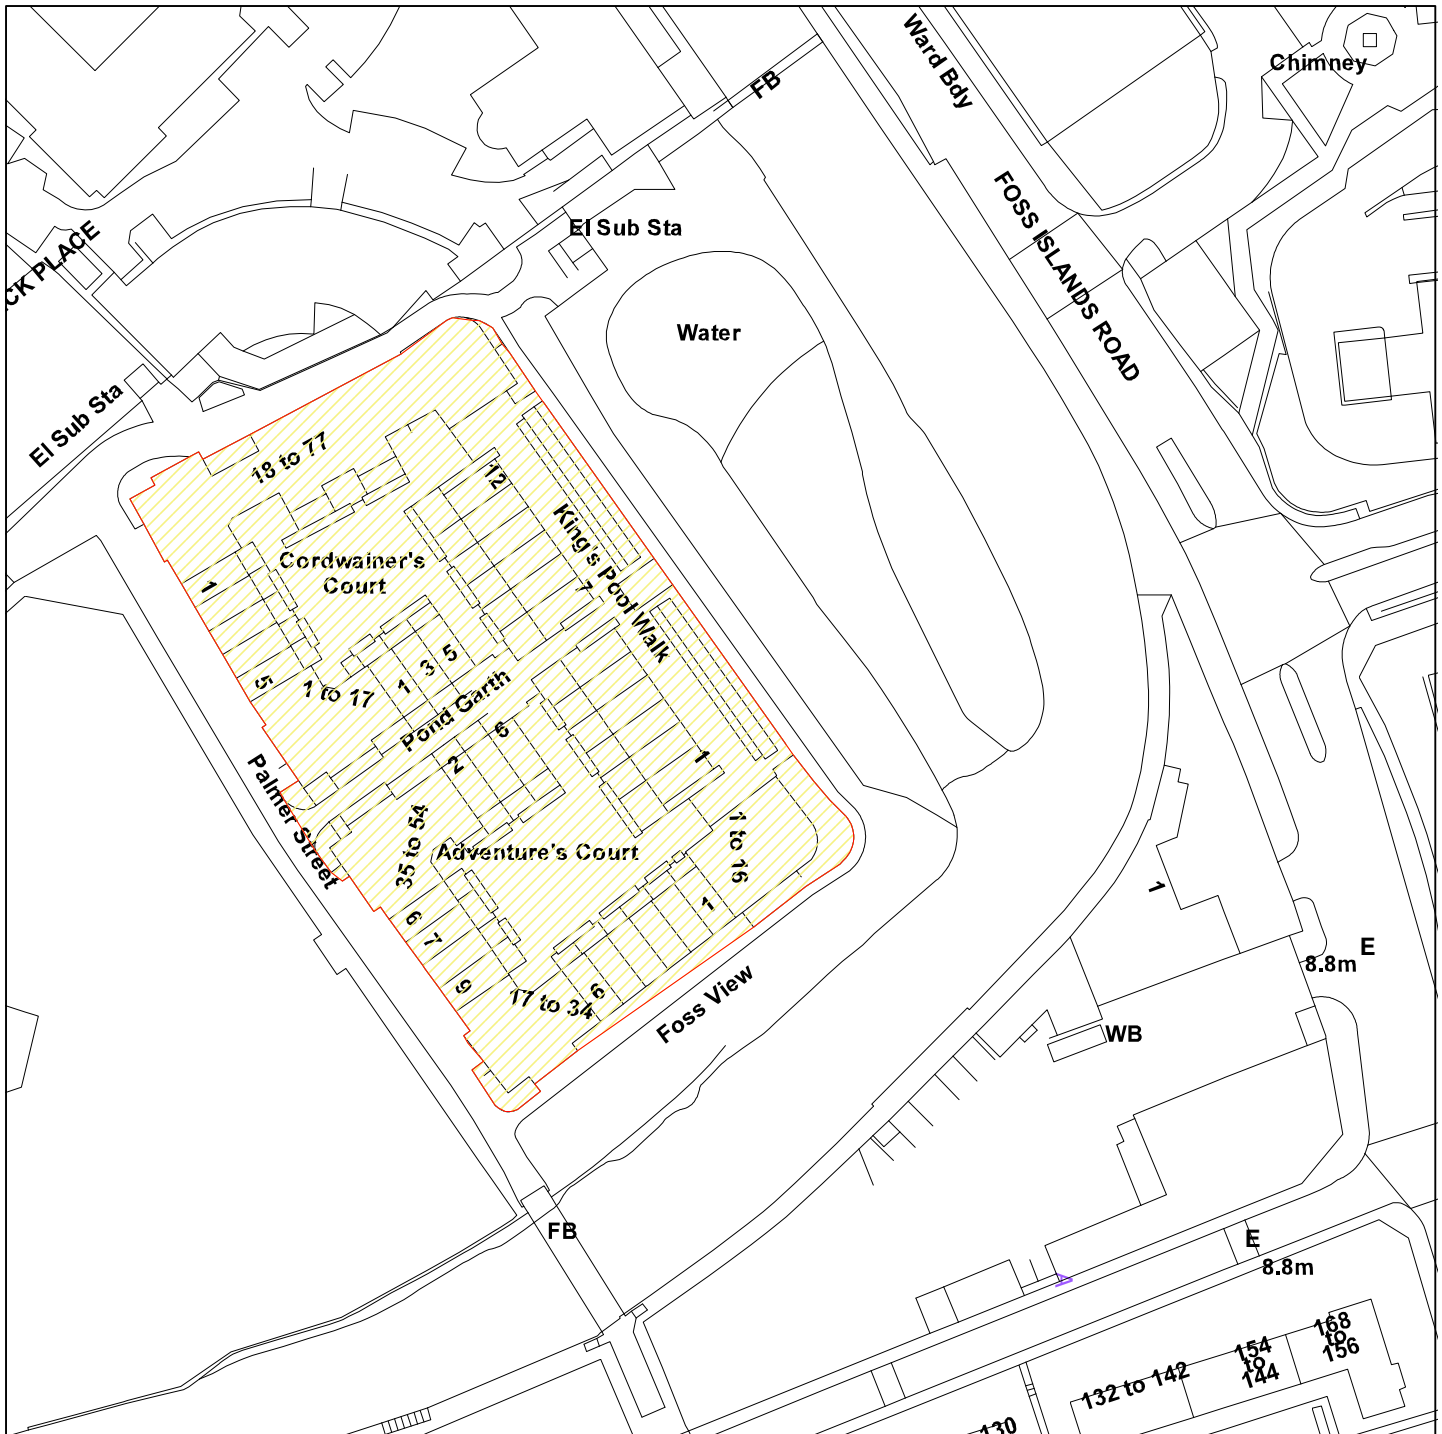 Ward Bdy
Chimney
FB
FOSS ISLANDS ROAD
El Sub Sta
CK PLACE
Water
El Sub Sta
18 to 77
12
King's Pool Walk
Cordwainer's
Court
1
7
5
3
1
5
1 to 17
Pond Garth
6
2
1
Palmer Street
35 to 54
1 to 16
Adventure's Court
1
6
7
1
E
8.8m
9
6
17 to 34
Foss View
WB
FB
E
8.8m
168
to
156
154
to
144
132 to 142
130